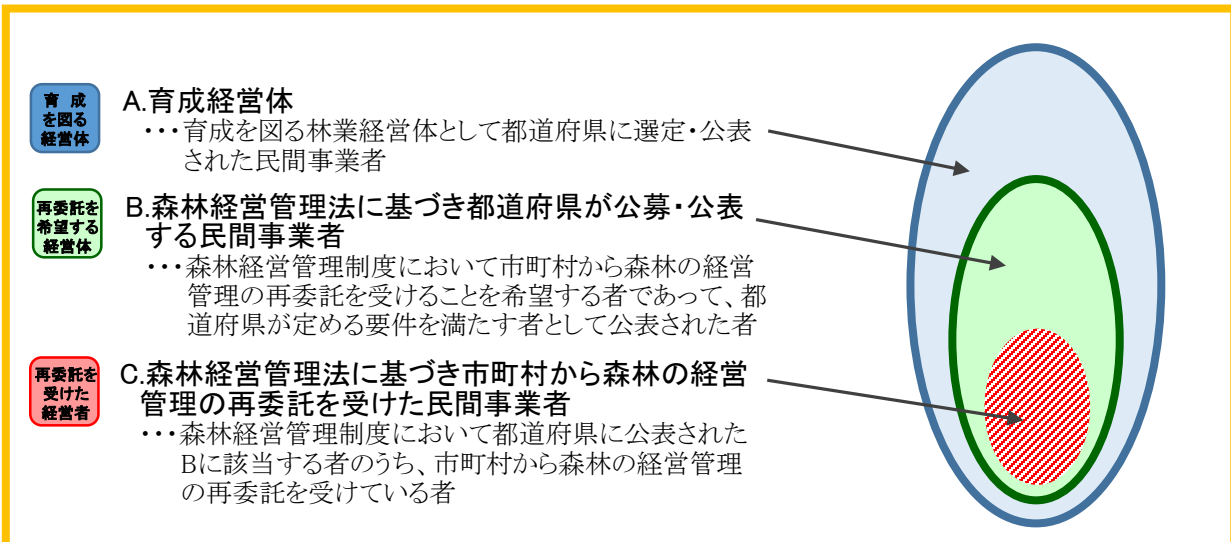 育 成
を図る
経営体
A.育成経営体
･･･育成を図る林業経営体として都道府県に選定・公表
された民間事業者
再委託を
希望する
経営体
B.森林経営管理法に基づき都道府県が公募・公表
する民間事業者
･･･森林経営管理制度において市町村から森林の経営
管理の再委託を受けることを希望する者であって、都
道府県が定める要件を満たす者として公表された者
再委託を
受けた
経営者
C.森林経営管理法に基づき市町村から森林の経営
管理の再委託を受けた民間事業者
･･･森林経営管理制度において都道府県に公表された
Bに該当する者のうち、市町村から森林の経営管理
の再委託を受けている者